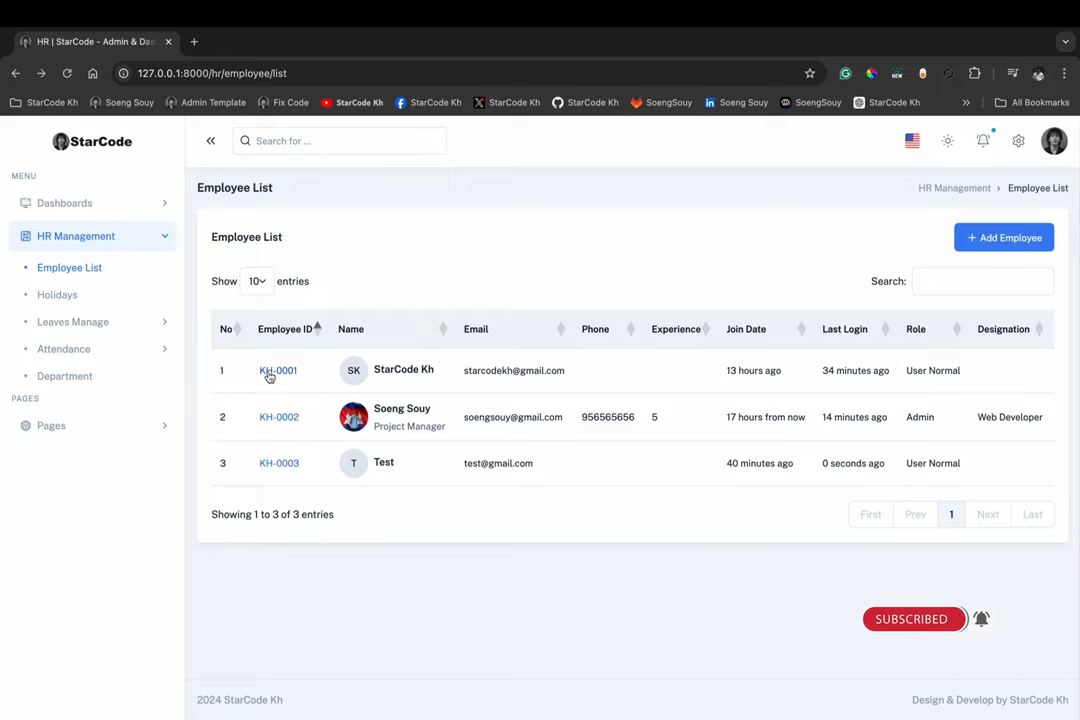 HR | StarCode - Admin & Das
127.0.0.1:8000/hr/employee/list
StarCode Kh
Soeng Souy
Admin Template
Fix Code
StarCode Kh
StarCode Kh
StarCode Kh
StarCode Kh
SoengSouy
Soeng Souy
SoengSouy
StarCode Kh
All Bookmarks
StarCode
Search for ...
MENU
Dashboards
HR Management
Employee List
Holidays
Leaves Manage
Attendance
Department
PAGES
Pages
Employee List
HR Management
Employee List
Employee List
+ Add Employee
Show 10 entries
Search:
No Employee ID Name Email Phone Experience Join Date Last Login Role Designation
1 KH-0001 SK StarCode Kh starcodekh@gmail.com 13 hours ago 34 minutes ago User Normal
2 KH-0002 Soeng Souy soengsouy@gmail.com 956565656 5 17 hours from now 14 minutes ago Admin Web Developer
Project Manager
3 KH-0003 T Test test@gmail.com 40 minutes ago 0 seconds ago User Normal
Showing 1 to 3 of 3 entries
First Prev 1 Next Last
SUBSCRIBED
2024 StarCode Kh
Design & Develop by StarCode Kh